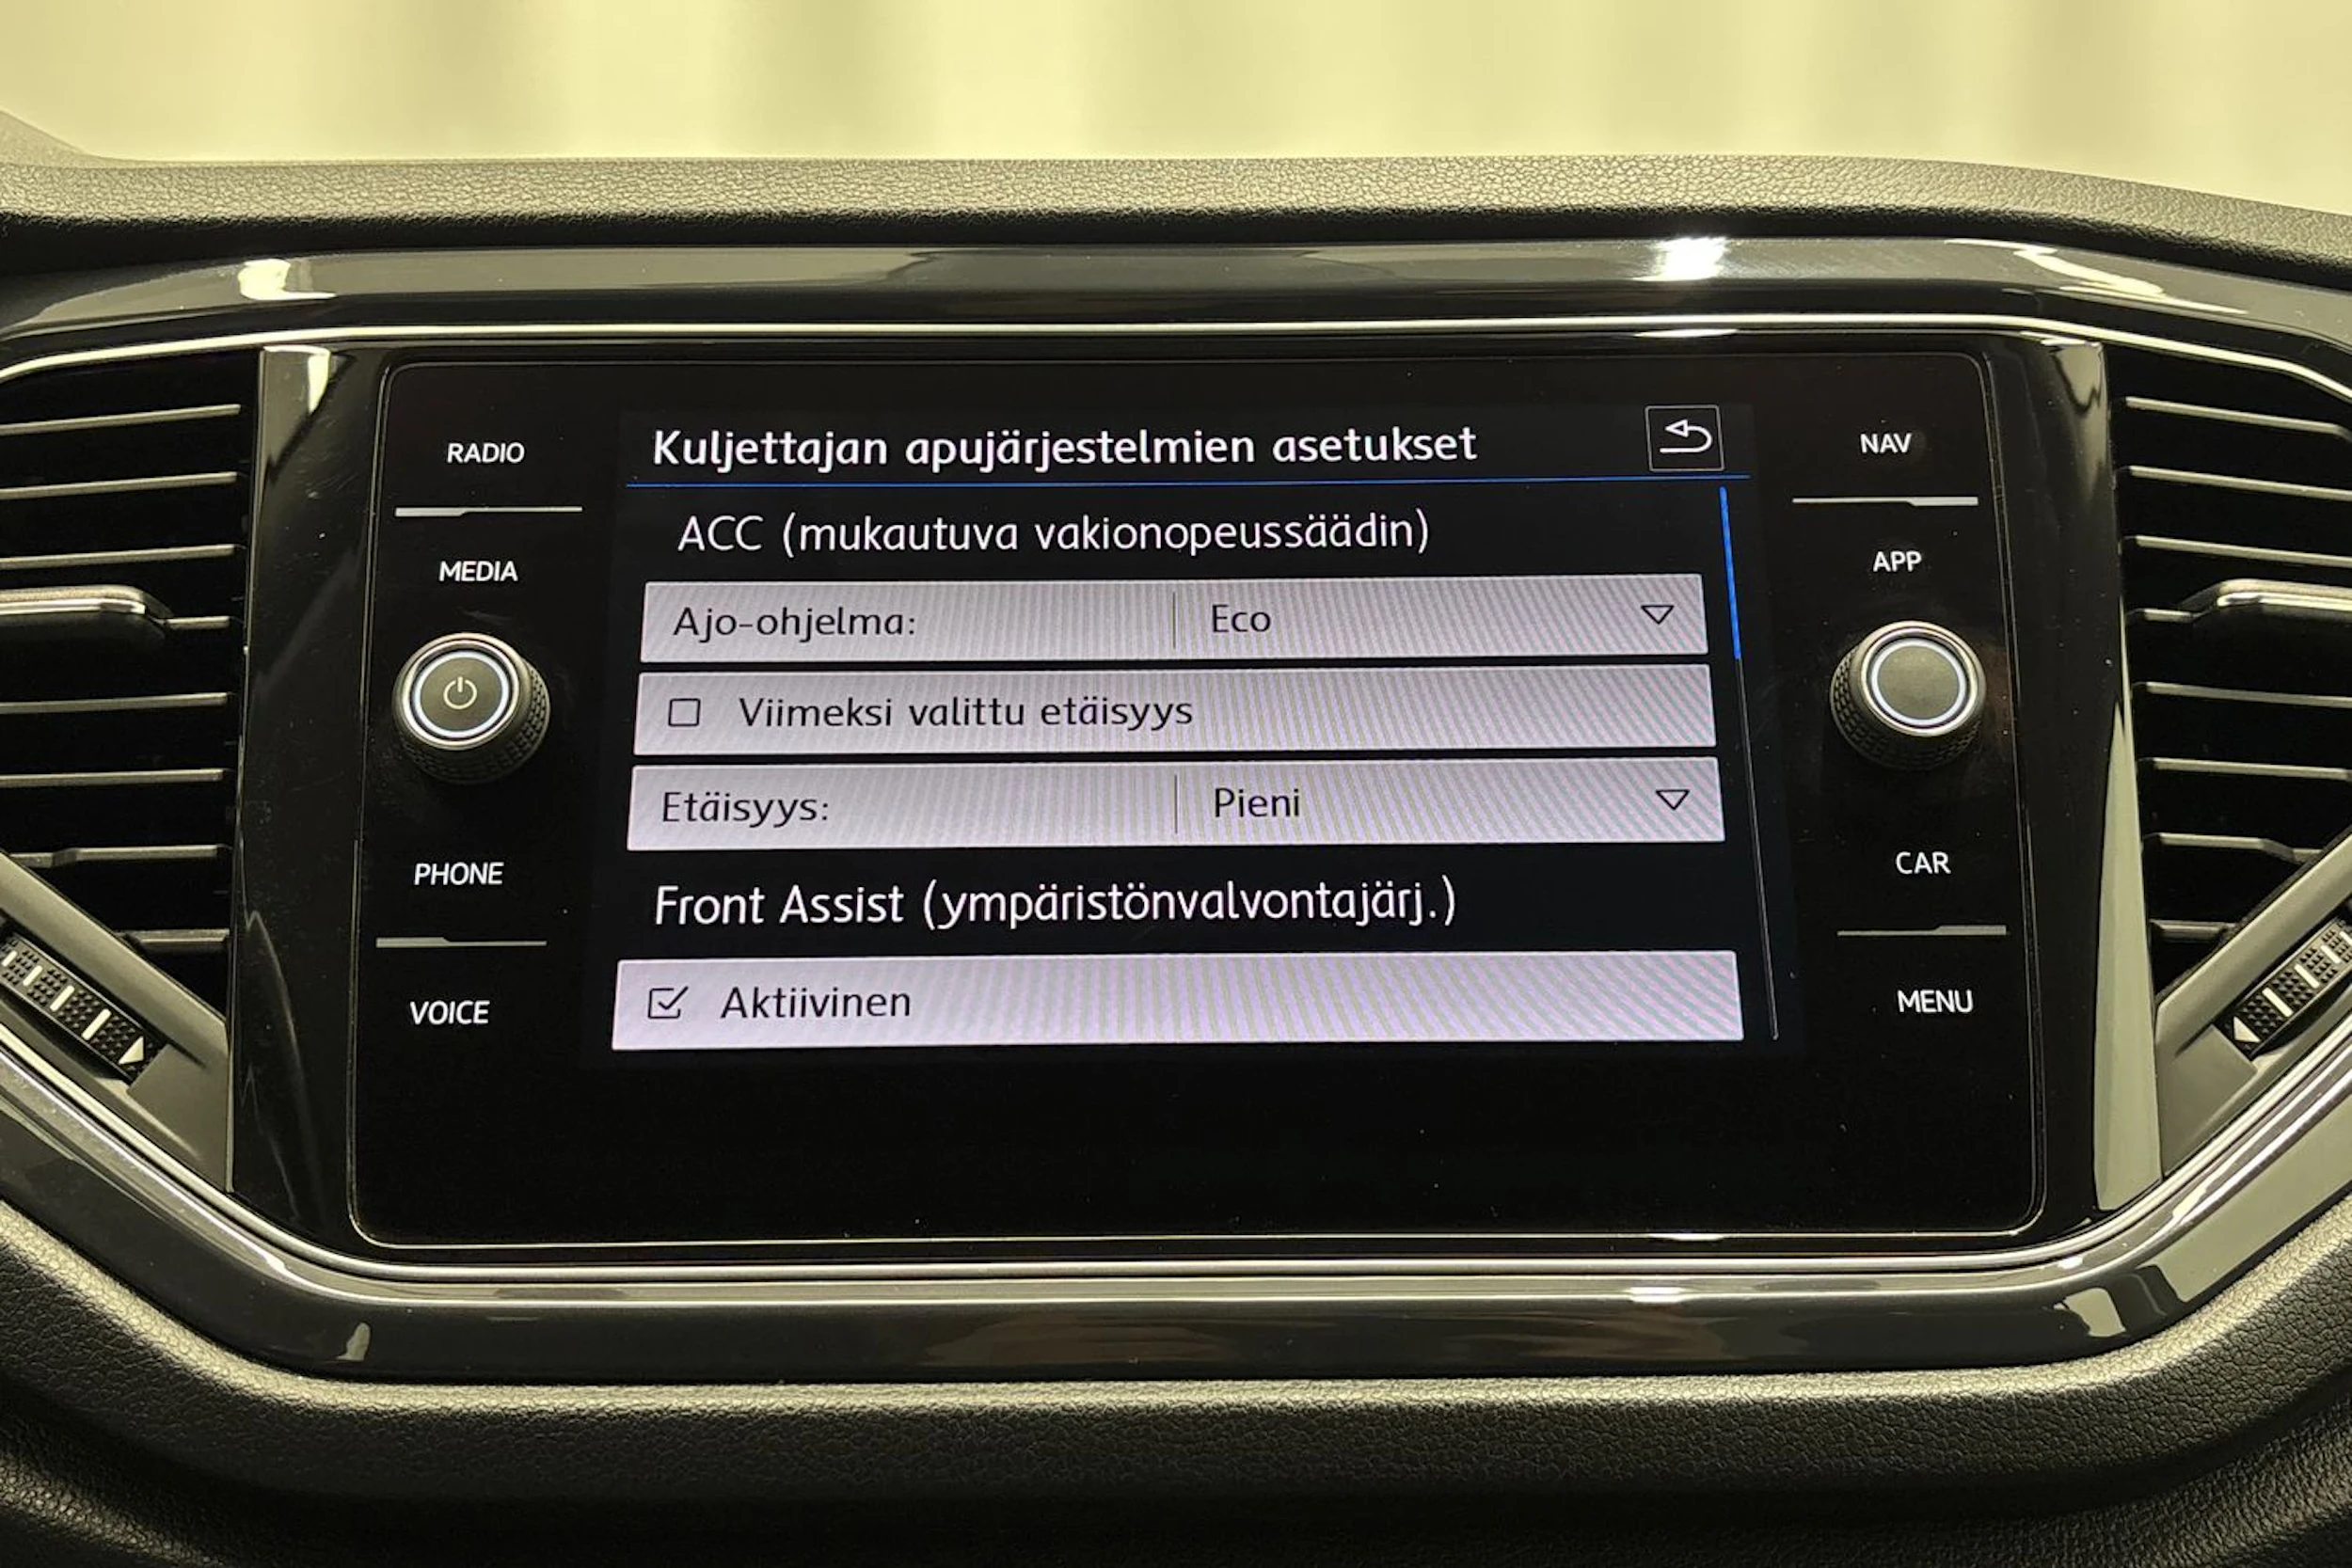 RADIO
MEDIA
PHONE
VOICE
Kuljettajan apujärjestelmien asetukset
ACC (mukautuva vakionopeussäädin)
Ajo-ohjelma: Eco
Viimeksi valittu etäisyys
Etäisyys: Pieni
Front Assist (ympäristönvalvontajärj.)
Aktiivinen
NAV
APP
CAR
MENU